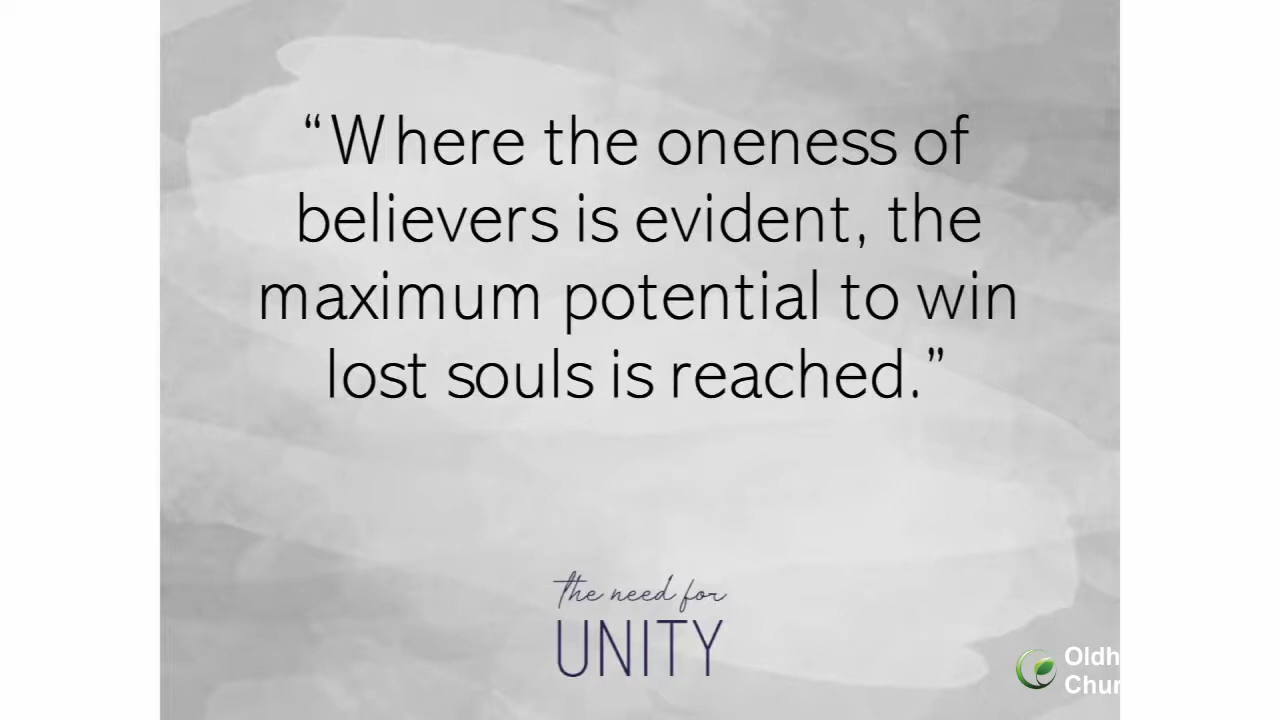 “Where the oneness of
believers is evident, the
maximum potential to win
lost souls is reached.”
the need for
UNITY